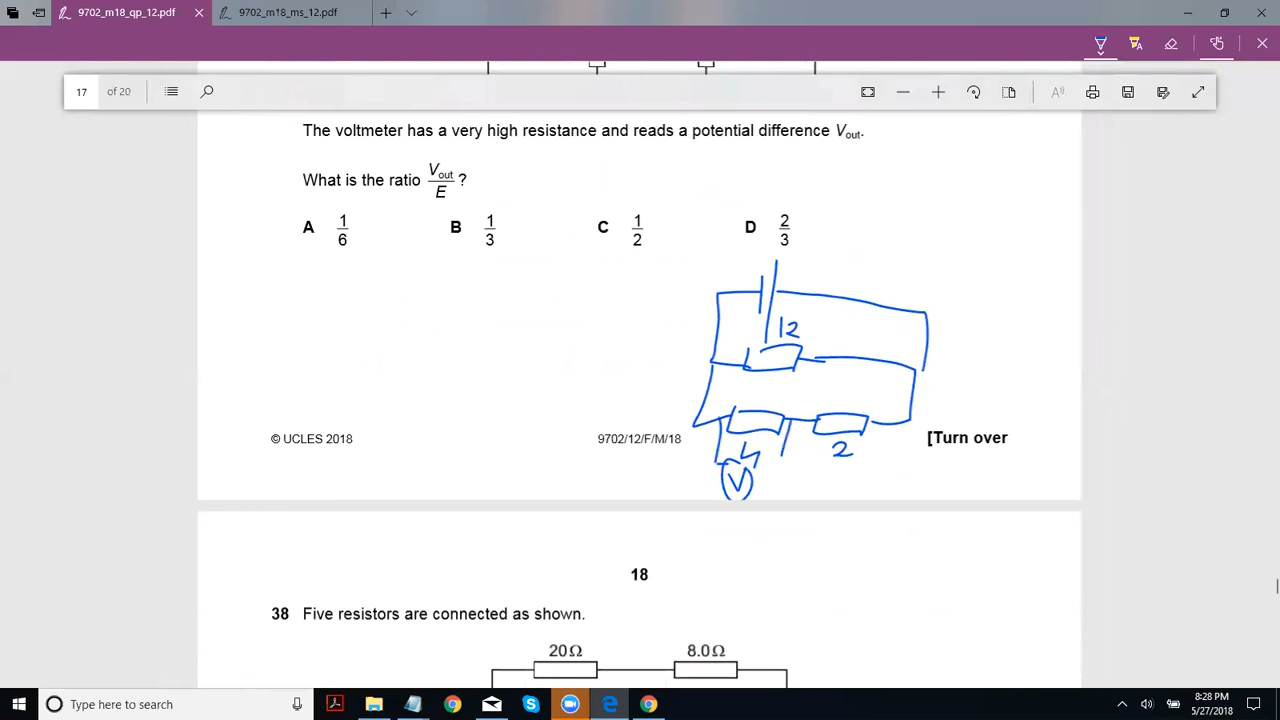 9702_m18_qp_12.pdf
9702_m18_ms_12.pdf
17 of 20
The voltmeter has a very high resistance and reads a potential difference Vout.
What is the ratio Vout/E ?
A 1/6 B 1/3 C 1/2 D 2/3
12
© UCLES 2018 9702/12/F/M/18 [Turn over
2
V
18
38 Five resistors are connected as shown.
20Ω 8.0Ω
Type here to search
8:28 PM
5/27/2018